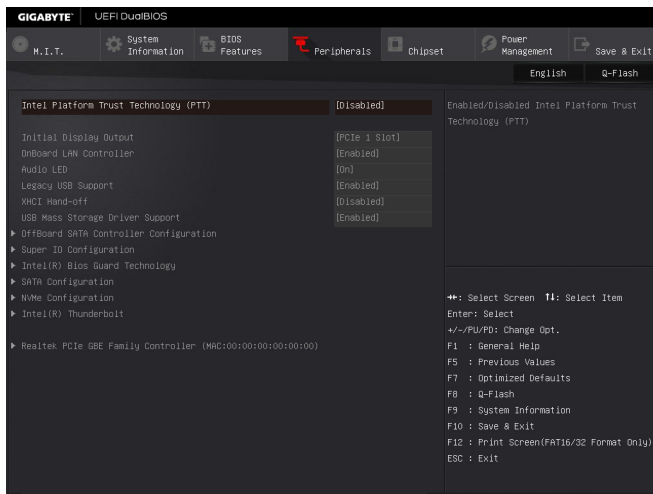 GIGABYTE™ UEFI DualBIOS
M.I.T.
System Information
BIOS Features
Peripherals
Chipset
Power Management
Save & Exit
English Q-Flash
Intel Platform Trust Technology (PTT) [Disabled]
Initial Display Output [PCIe 1 Slot]
OnBoard LAN Controller [Enabled]
Audio LED [On]
Legacy USB Support [Enabled]
XHCI Hand-off [Disabled]
USB Mass Storage Driver Support [Enabled]
OffBoard SATA Controller Configuration
Super IO Configuration
Intel(R) Bios Guard Technology
SATA Configuration
NVMe Configuration
Intel(R) Thunderbolt
Realtek PCIe GBE Family Controller (MAC:00:00:00:00:00:00)
Enabled/Disabled Intel Platform Trust
Technology (PTT)
→←: Select Screen ↑↓: Select Item
Enter: Select
+/-/PU/PD: Change Opt.
F1 : General Help
F5 : Previous Values
F7 : Optimized Defaults
F8 : Q-Flash
F9 : System Information
F10 : Save & Exit
F12 : Print Screen(FAT16/32 Format Only)
ESC : Exit